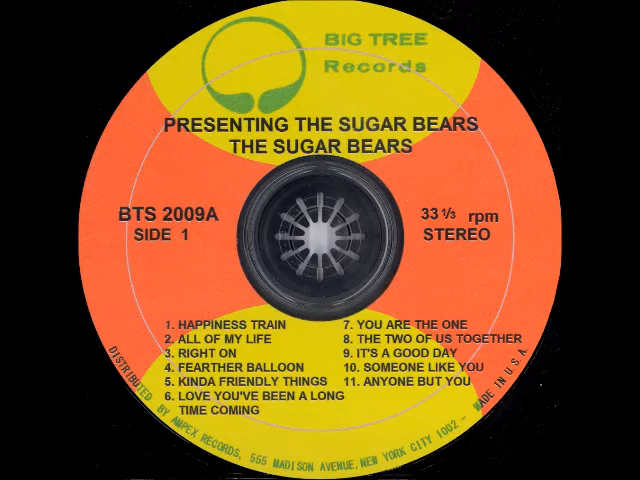 BIG TREE
Records
PRESENTING THE SUGAR BEARS
THE SUGAR BEARS
BTS 2009A
SIDE 1
33 1/3 rpm
STEREO
1. HAPPINESS TRAIN
2. ALL OF MY LIFE
3. RIGHT ON
4. FEARTHER BALLOON
5. KINDA FRIENDLY THINGS
6. LOVE YOU'VE BEEN A LONG
TIME COMING
7. YOU ARE THE ONE
8. THE TWO OF US TOGETHER
9. IT'S A GOOD DAY
10. SOMEONE LIKE YOU
11. ANYONE BUT YOU
DISTRIBUTED BY AMPEX RECORDS, 555 MADISON AVENUE, NEW YORK CITY 1002 - MADE IN U.S.A.